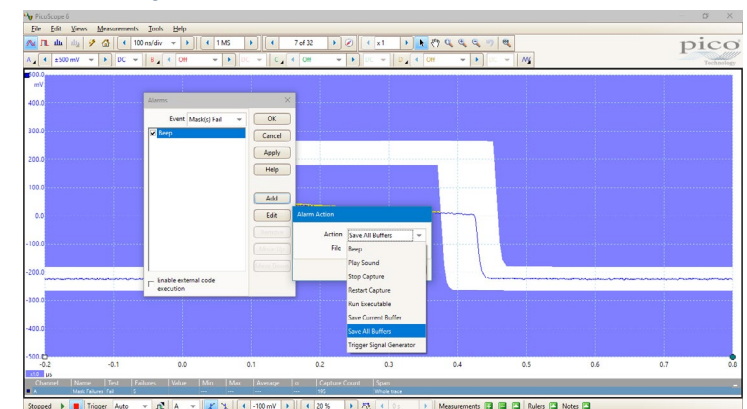 PicoScope 6
File Edit Views Measurements Tools Help
100 ns/div 1 MS 7 of 32 x1
pico
Technology
A ±500 mV DC B Off DC C Off DC D Off DC
500.0
mV
400.0
300.0
200.0
100.0
0.0
-100.0
-200.0
-300.0
-400.0
-500.0
Alarms
Event Mask(s) Fail
Beep
OK
Cancel
Apply
Help
Add
Edit
Enable external code
execution
Alarm Action
Action Save All Buffers
File
Beep
Play Sound
Stop Capture
Restart Capture
Run Executable
Save Current Buffer
Save All Buffers
Trigger Signal Generator
-0.2 -0.1 0.0 0.1 0.2 0.3 0.4 0.5 0.6 0.7 0.8
x1.0 µs
Channel Name Test Failures Value Min Max Average σ Capture Count Span
A Mask Failures Fail 5 --- --- --- --- --- 195 Whole trace
Stopped Trigger Auto A -100 mV 20 % Measurements Rulers Notes